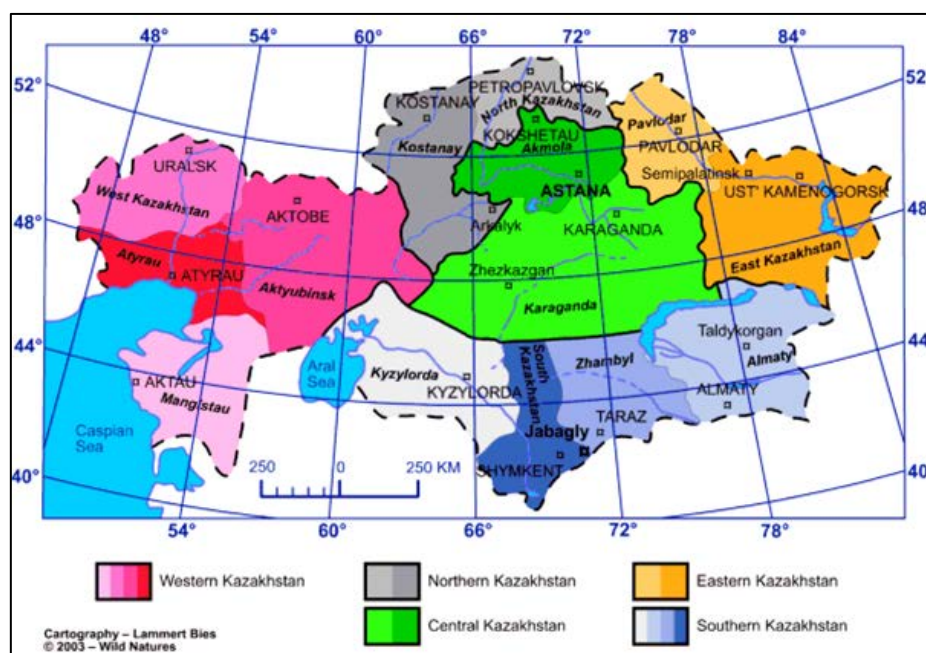 48° 54° 60° 66° 72° 78° 84°
52° 52°
PETROPAVLOVSK
KOSTANAY North Kazakhstan
KOKSHETAU
Kostanay Akmola
Pavlodar
PAVLODAR
URAL'SK
Semipalatinsk
ASTANA UST' KAMENOGORSK
West Kazakhstan
48° AKTOBE Arkalyk KARAGANDA 48°
East Kazakhstan
Atyrau
ATYRAU Zhezkazgan
Aktyubinsk Karaganda
44° 44°
Taldykorgan
Aral
Sea
Kyzylorda South
Kazakhstan
Zhambyl Almatyl
AKTAU KYZYLORDA ALMATY
Mangistau TARAZ
Caspian
Sea
Jabagly
SHYMKENT
250 0 250 KM
40° 40°
54° 60° 66° 72° 78°
Western Kazakhstan Northern Kazakhstan Eastern Kazakhstan
Central Kazakhstan Southern Kazakhstan
Cartography – Lammert Bies
© 2003 – Wild Natures